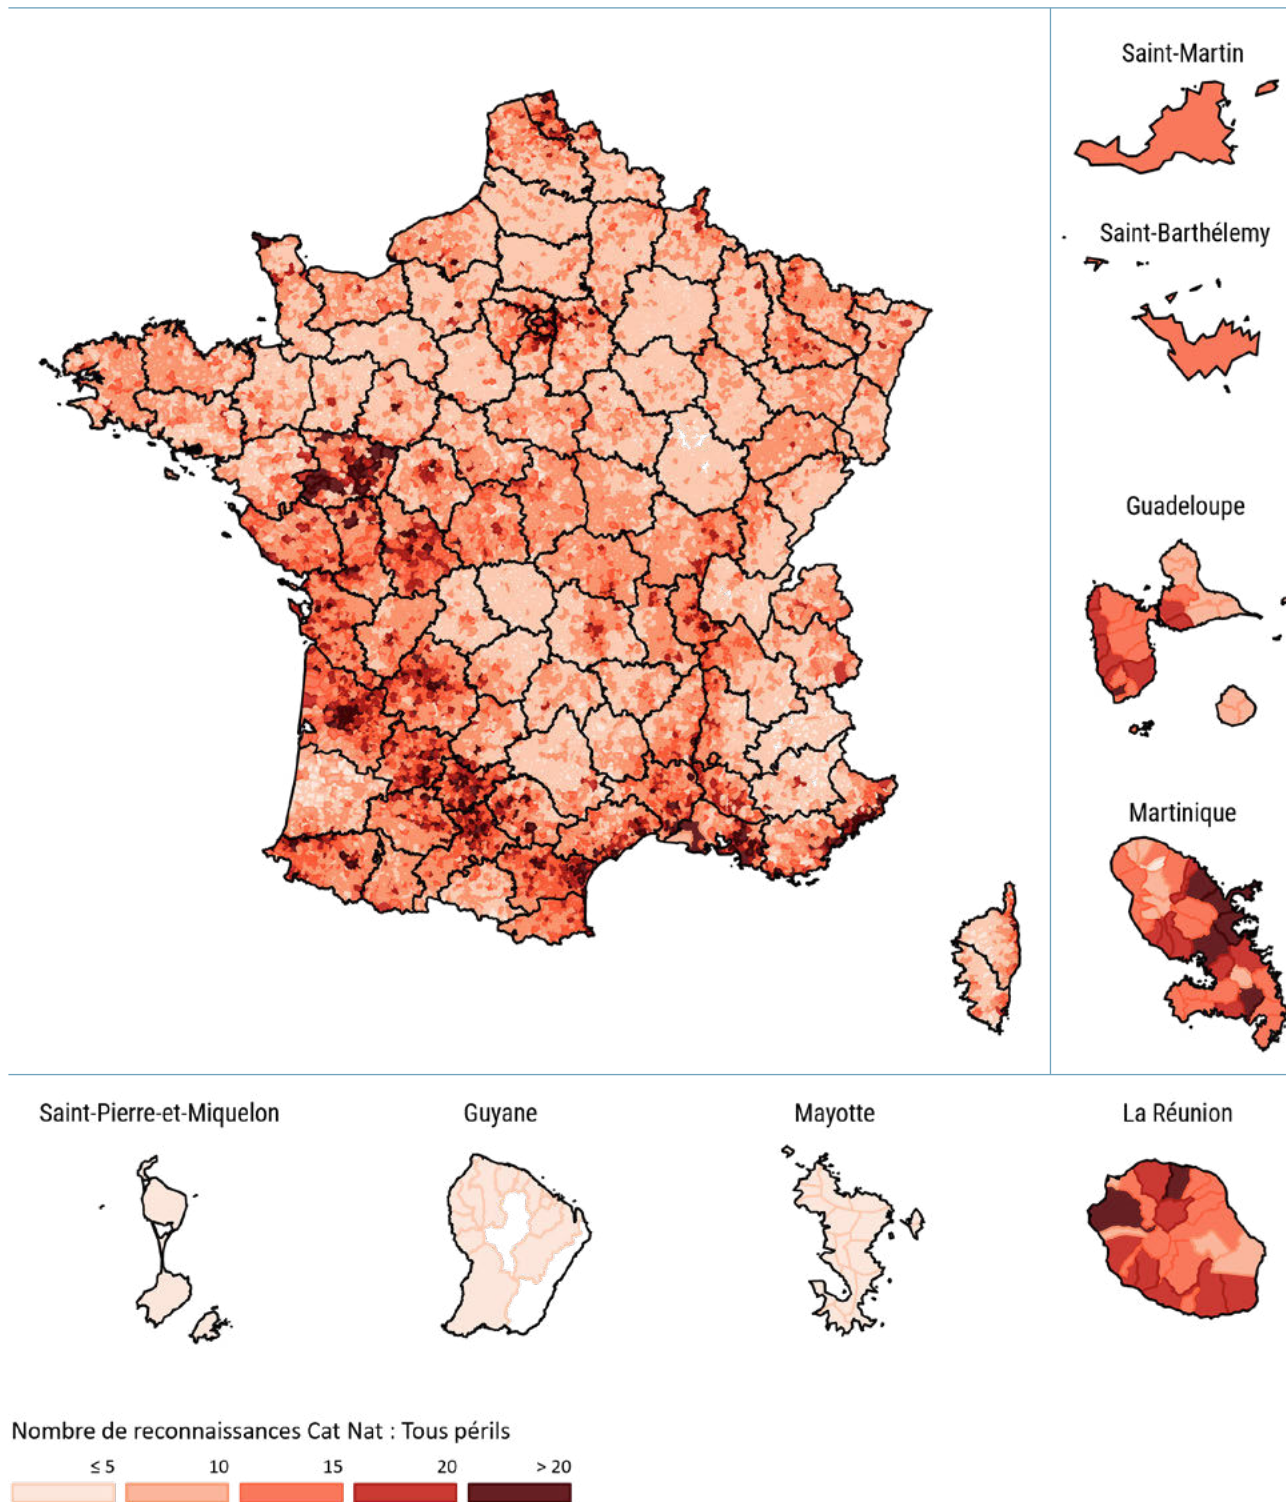 Saint-Martin
Saint-Barthélemy
Guadeloupe
Martinique
Saint-Pierre-et-Miquelon
Guyane
Mayotte
La Réunion
Nombre de reconnaissances Cat Nat : Tous périls
≤ 5 10 15 20 > 20